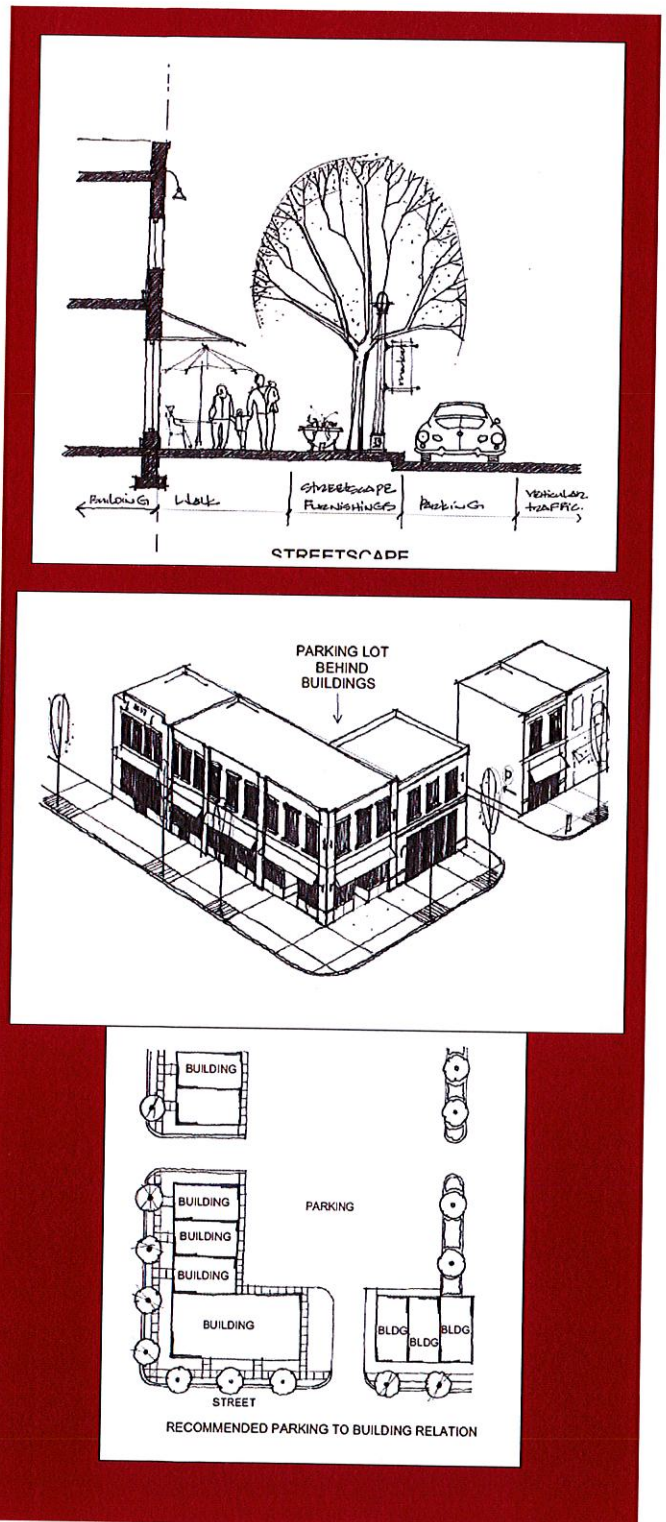 market
BUILDING
WALK
STREETSCAPE
FURNISHINGS
PARKING
VEHICULAR
TRAFFIC.
STREETSCAPE
PARKING LOT
BEHIND
BUILDINGS
P
BUILDING
BUILDING
PARKING
BUILDING
BUILDING
BUILDING
BLDG
BLDG
BLDG
STREET
RECOMMENDED PARKING TO BUILDING RELATION